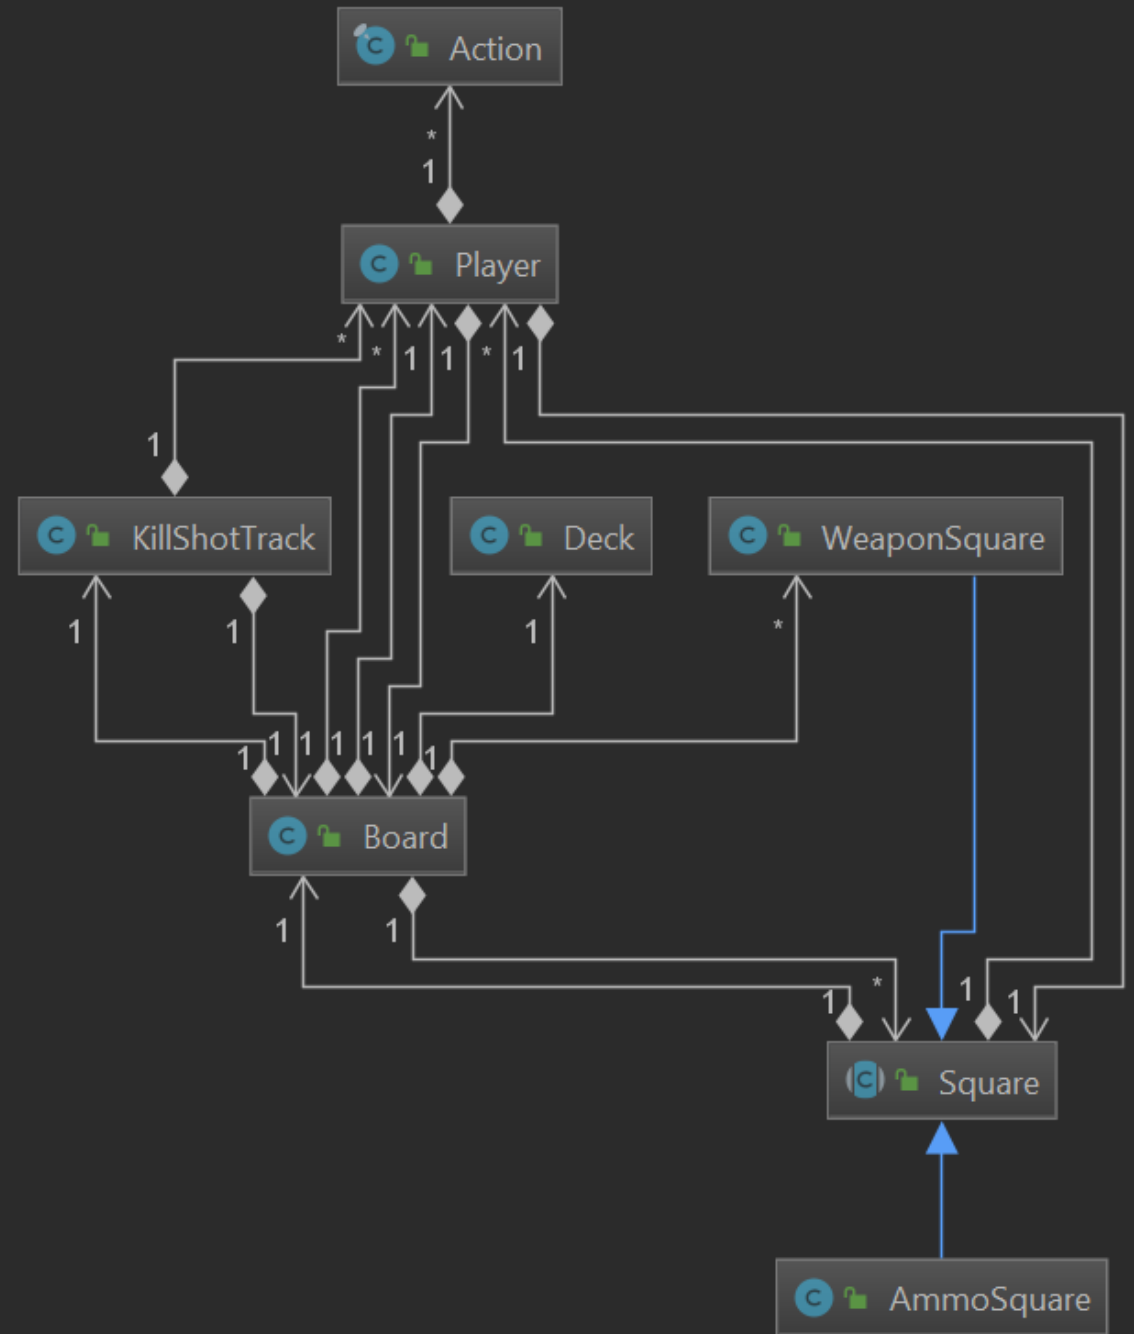 Action
*
1
Player
* * 1 1 * 1
1
KillShotTrack Deck WeaponSquare
1 1 1 *
1 1 1 1 1 1 1
Board
1 1
1 * 1 1
Square
AmmoSquare